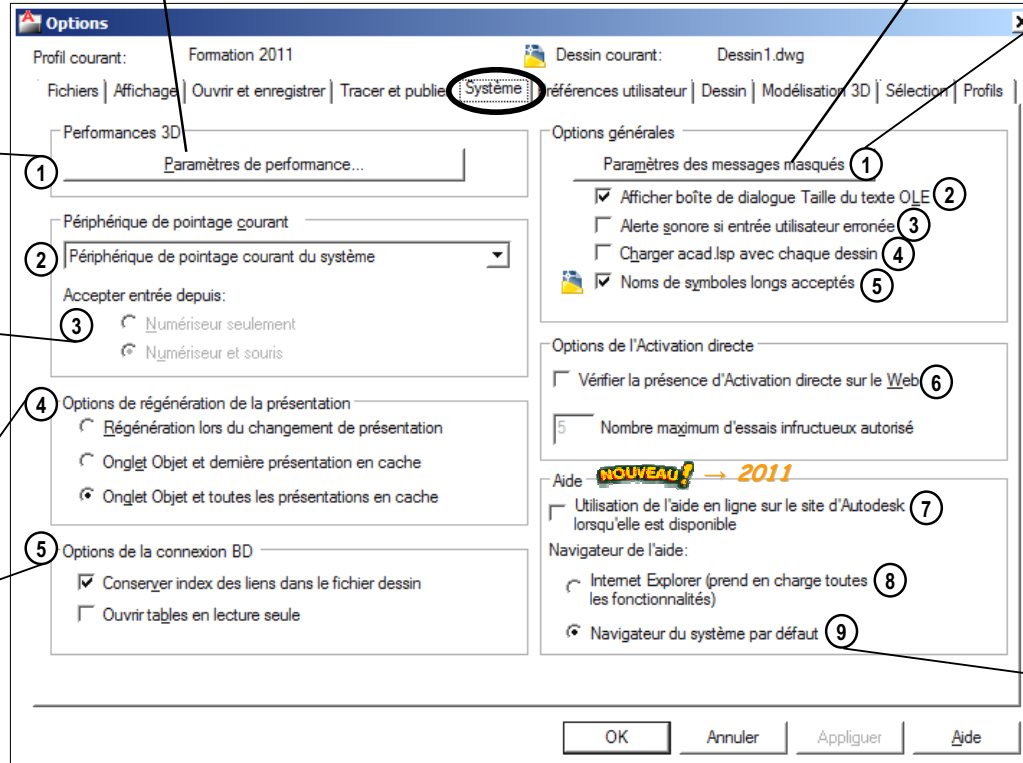 Options
Profil courant: Formation 2011 Dessin courant: Dessin1.dwg
Fichiers Affichage Ouvrir et enregistrer Tracer et publie Système références utilisateur Dessin Modélisation 3D Sélection Profils
Performances 3D
1 Paramètres de performance...
Périphérique de pointage courant
2 Périphérique de pointage courant du système
Accepter entrée depuis:
3 Numériseur seulement
Numériseur et souris
4 Options de régénération de la présentation
Régénération lors du changement de présentation
Onglet Objet et dernière présentation en cache
Onglet Objet et toutes les présentations en cache
5 Options de la connexion BD
Conserver index des liens dans le fichier dessin
Ouvrir tables en lecture seule
Options générales
Paramètres des messages masqués 1
Afficher boîte de dialogue Taille du texte OLE 2
Alerte sonore si entrée utilisateur erronée 3
Charger acad.lsp avec chaque dessin 4
Noms de symboles longs acceptés 5
Options de l'Activation directe
Vérifier la présence d'Activation directe sur le Web 6
5 Nombre maximum d'essais infructueux autorisé
Aide NOUVEAU! → 2011
Utilisation de l'aide en ligne sur le site d'Autodesk 7
lorsqu'elle est disponible
Navigateur de l'aide:
Internet Explorer (prend en charge toutes 8
les fonctionnalités)
Navigateur du système par défaut 9
OK Annuler Appliquer Aide